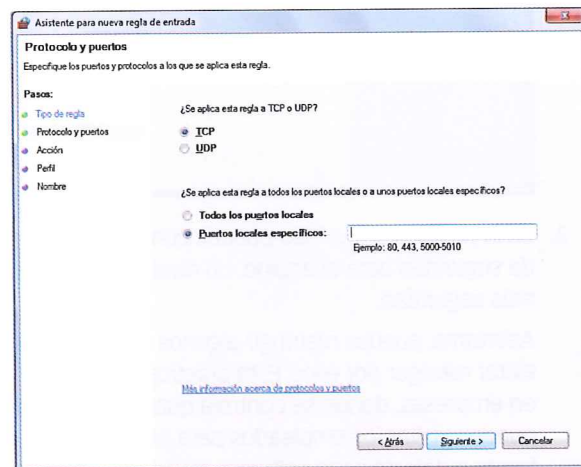 Asistente para nueva regla de entrada
Protocolo y puertos
Especifique los puertos y protocolos a los que se aplica esta regla.
Pasos:
Tipo de regla
Protocolo y puertos
Acción
Perfil
Nombre
¿Se aplica esta regla a TCP o UDP?
TCP
UDP
¿Se aplica esta regla a todos los puertos locales o a unos puertos locales específicos?
Todos los puertos locales
Puertos locales específicos:
Ejemplo: 80, 443, 5000-5010
Más información acerca de protocolos y puertos
< Atrás
Siguiente >
Cancelar